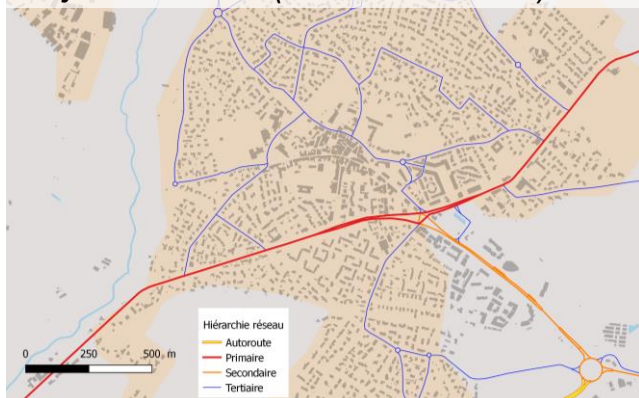 Hiérarchie réseau
Autoroute
Primaire
Secondaire
Tertiaire
0 250 500 m